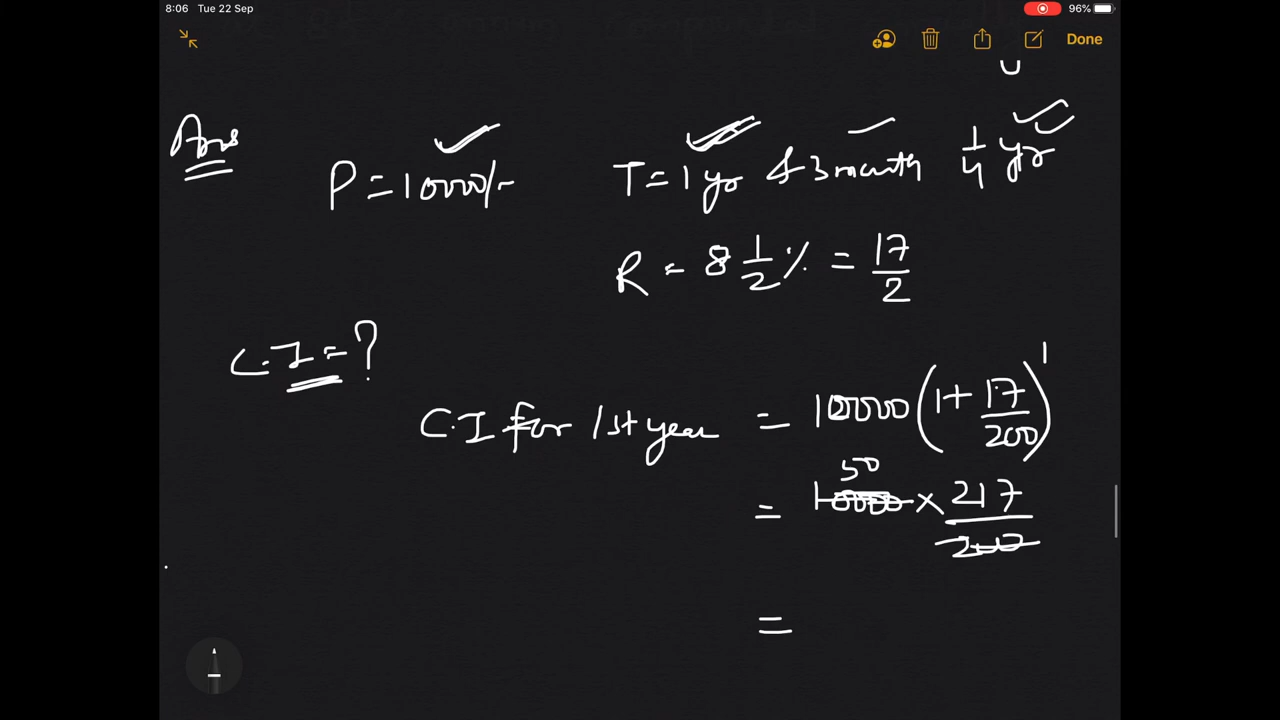 8:06 Tue 22 Sep 96%
Done
Ans
P = 10000/- T = 1 yr & 3 month 1/4 yr
R = 8 1/2 % = 17/2
C.I = ?
C.I for 1st year = 10000 (1 + 17/200)^1
50
= 10000 × 217/200
=